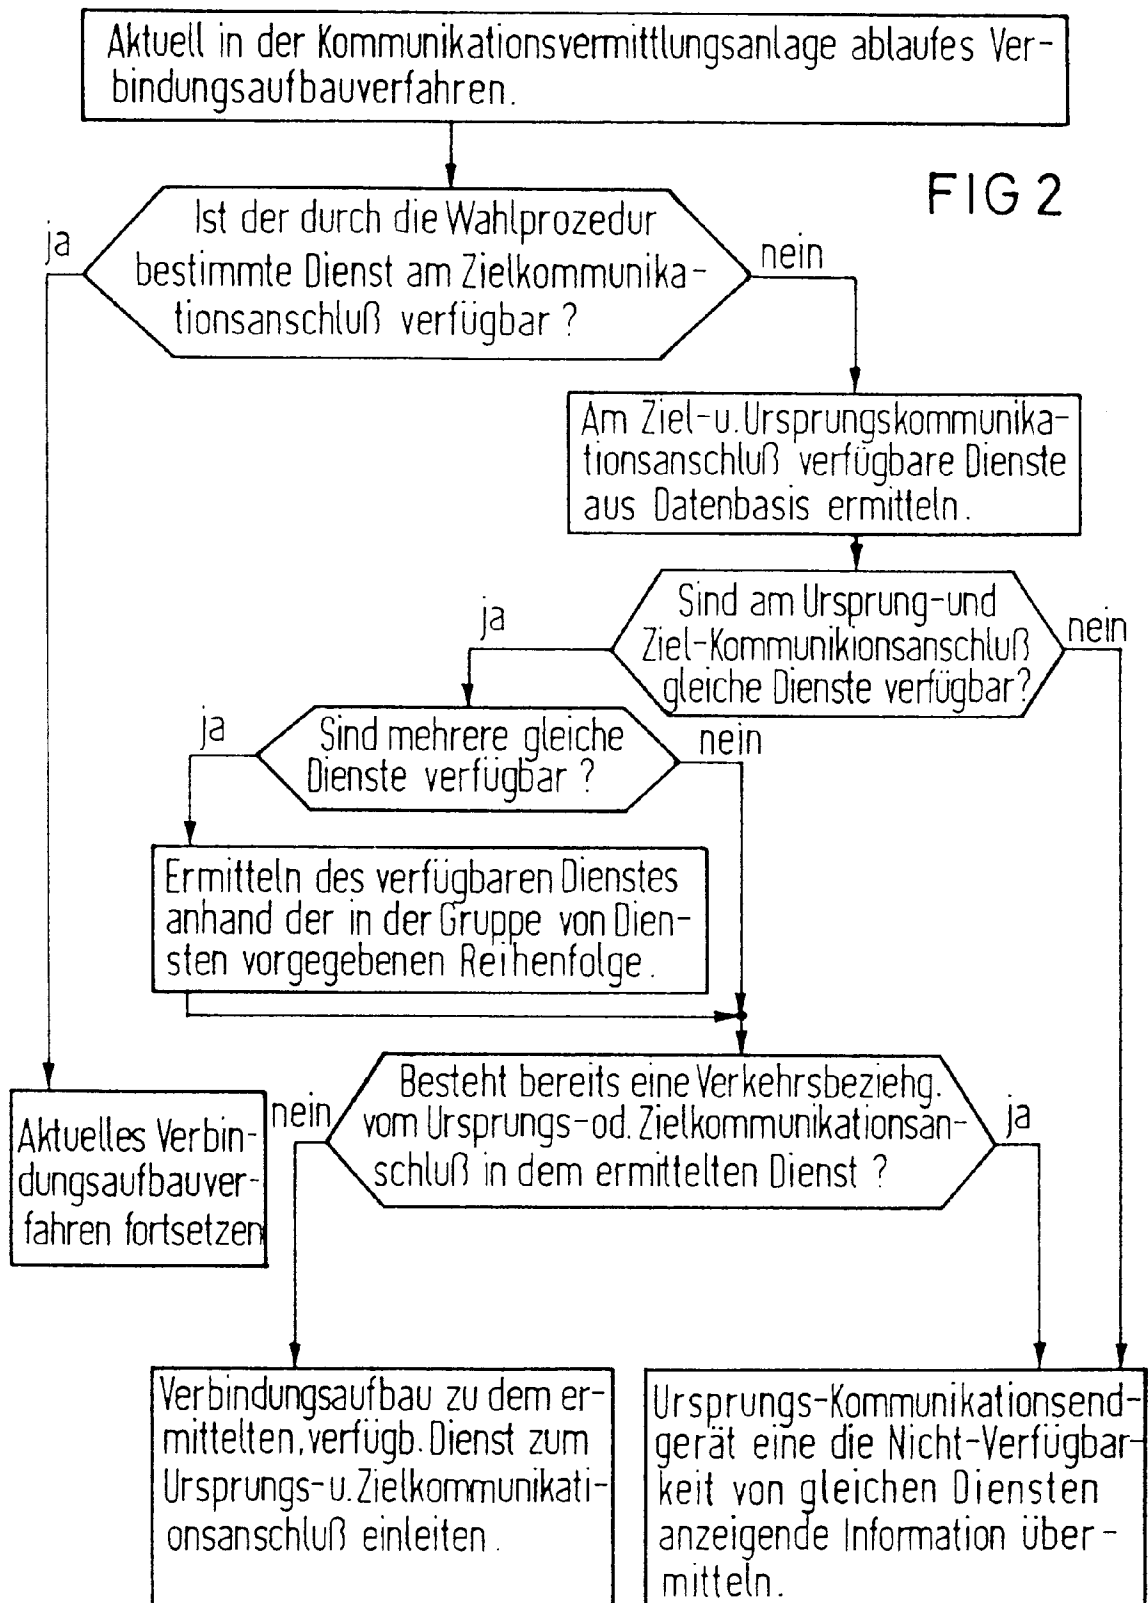 Aktuell in der Kommunikationsvermittlungsanlage ablaufes Ver-
bindungsaufbauverfahren.
FIG 2
Ist der durch die Wahlprozedur
bestimmte Dienst am Zielkommunika-
tionsanschluß verfügbar ?
ja
nein
Am Ziel-u. Ursprungskommunika-
tionsanschluß verfügbare Dienste
aus Datenbasis ermitteln.
Sind am Ursprung-und
Ziel-Kommunikionsanschluß
gleiche Dienste verfügbar?
ja
nein
Sind mehrere gleiche
Dienste verfügbar ?
ja
nein
Ermitteln des verfügbaren Dienstes
anhand der in der Gruppe von Dien-
sten vorgegebenen Reihenfolge.
Besteht bereits eine Verkehrsbeziehg.
vom Ursprungs-od. Zielkommunikationsan-
schluß in dem ermittelten Dienst ?
nein
ja
Aktuelles Verbin-
dungsaufbauver-
fahren fortsetzen
Verbindungsaufbau zu dem er-
mittelten, verfügb. Dienst zum
Ursprungs-u. Zielkommunikati-
onsanschluß einleiten.
Ursprungs-Kommunikationsend-
gerät eine die Nicht-Verfügbar-
keit von gleichen Diensten
anzeigende Information über-
mitteln.